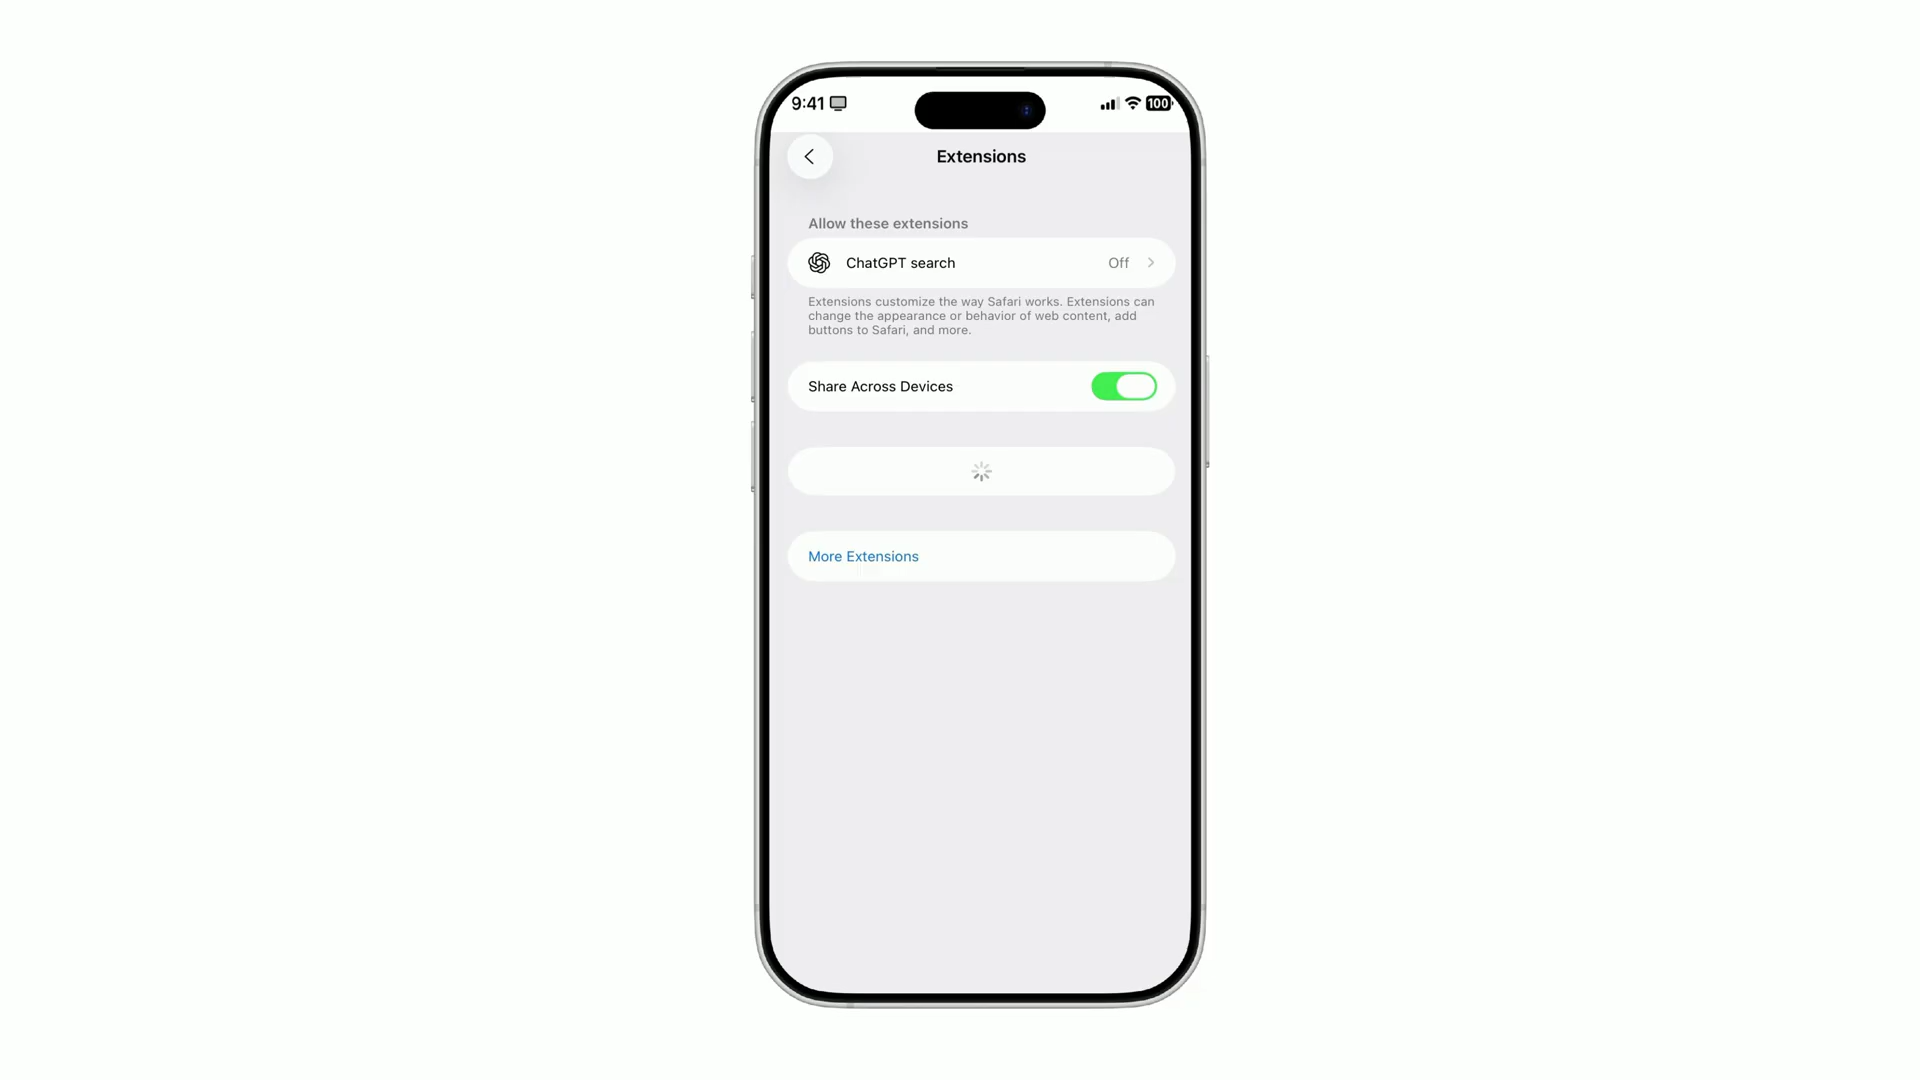 9:41
100
Extensions
Allow these extensions
ChatGPT search Off
Extensions customize the way Safari works. Extensions can
change the appearance or behavior of web content, add
buttons to Safari, and more.
Share Across Devices
More Extensions